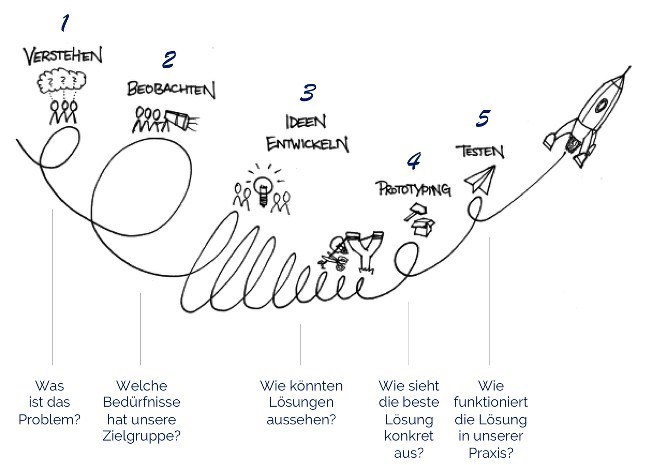 1
VERSTEHEN
? ? ?
2
BEOBACHTEN
3
IDEEN
ENTWICKELN
4
PROTOTYPING
5
TESTEN
Was
ist das
Problem?
Welche
Bedürfnisse
hat unsere
Zielgruppe?
Wie könnten
Lösungen
aussehen?
Wie sieht
die beste
Lösung
konkret
aus?
Wie
funktioniert
die Lösung
in unserer
Praxis?